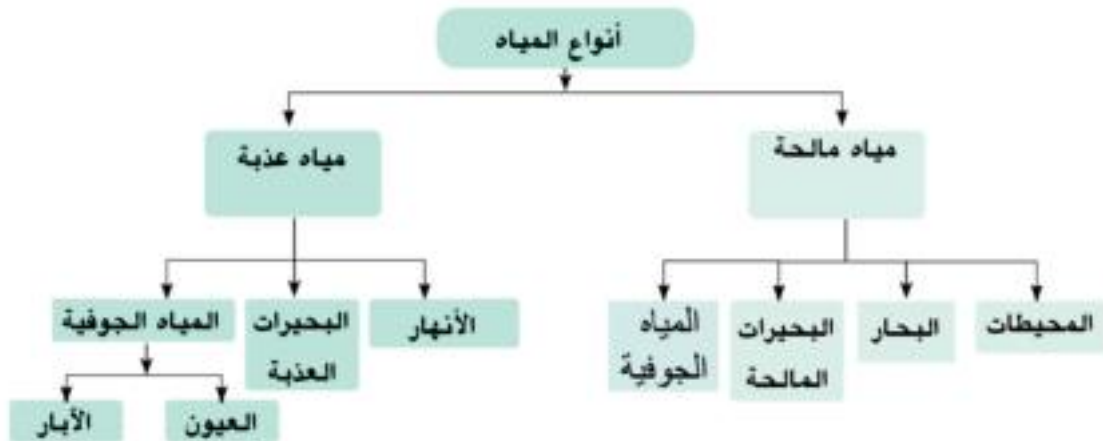 أنواع المياه
مياه مالحة
مياه عذبة
المحيطات
البحار
البحيرات
المالحة
المياه
الجوفية
الأنهار
البحيرات
العذبة
المياه الجوفية
العيون
الآبار